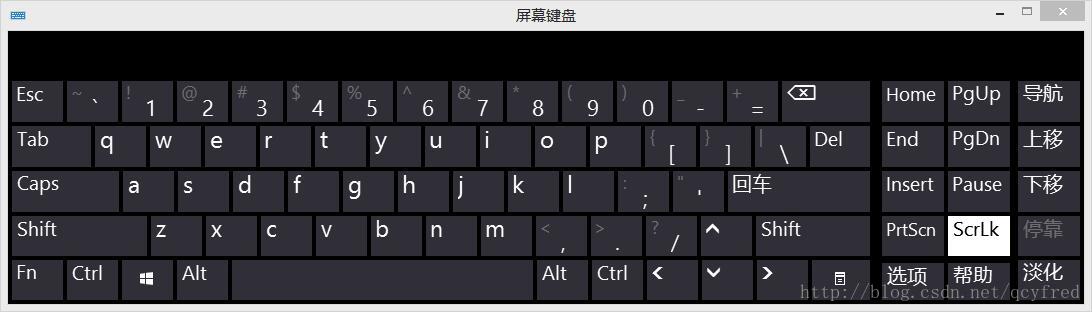 屏幕键盘
Esc ~ ` ! 1 @ 2 # 3 $ 4 % 5 ^ 6 & 7 * 8 ( 9 ) 0 _ - + = Home PgUp 导航
Tab q w e r t y u i o p { [ } ] | \ Del End PgDn 上移
Caps a s d f g h j k l : ; " ' 回车 Insert Pause 下移
Shift z x c v b n m < , > . ? / Shift PrtScn ScrLk 停靠
Fn Ctrl Alt Alt Ctrl 选项 帮助 淡化
http://blog.csdn.net/qcyfred